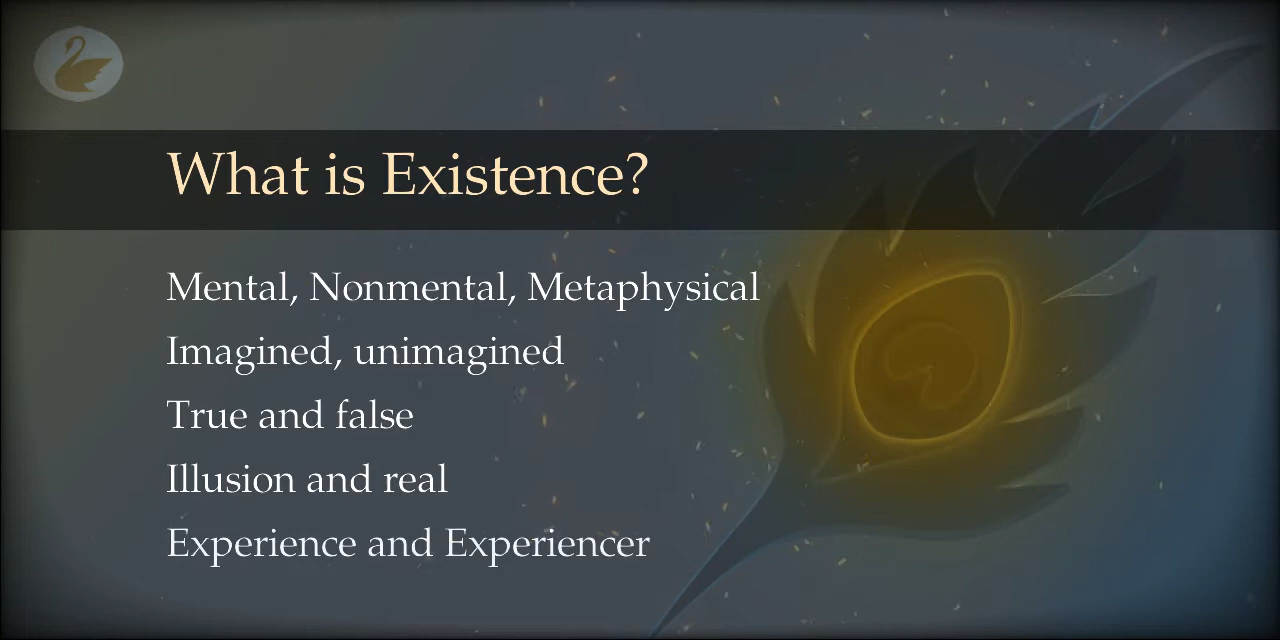 What is Existence?
Mental, Nonmental, Metaphysical
Imagined, unimagined
True and false
Illusion and real
Experience and Experiencer